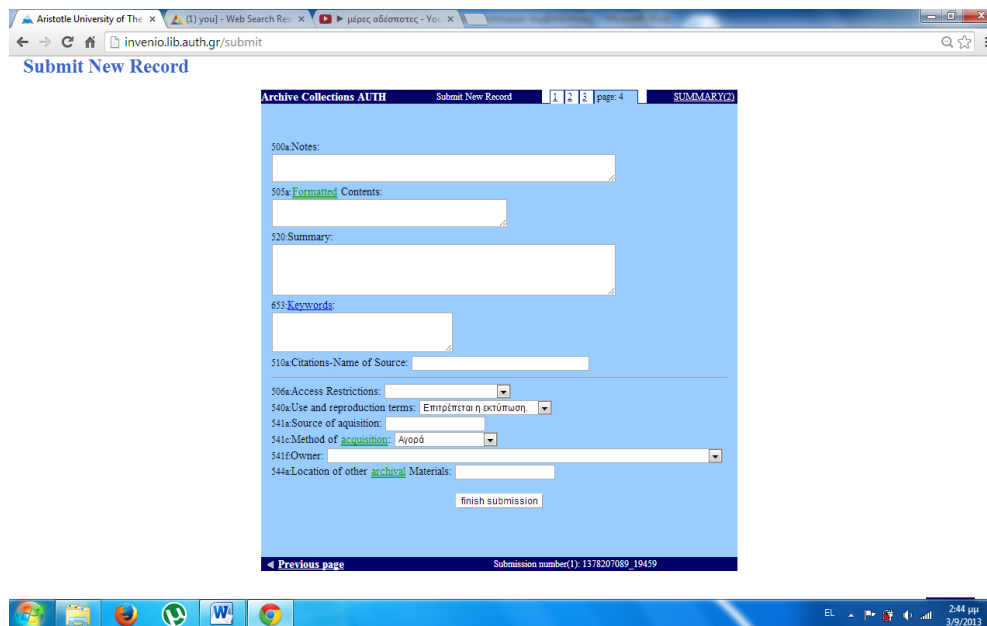 Aristotle University of The
(1) you] - Web Search Res
► μέρες αδέσποτες - You
invenio.lib.auth.gr/submit
Submit New Record
Archive Collections AUTH Submit New Record 1 2 3 page: 4 SUMMARY(2)
500a:Notes:
505a:Formatted Contents:
520:Summary:
653:Keywords:
510a:Citations-Name of Source:
506a:Access Restrictions:
540a:Use and reproduction terms: Επιτρέπεται η εκτύπωση.
541a:Source of aquisition:
541c:Method of acquisition: Αγορά
541f:Owner:
544a:Location of other archival Materials:
finish submission
Previous page Submission number(1): 1378207089_19459
EL 2:44 μμ
3/9/2013